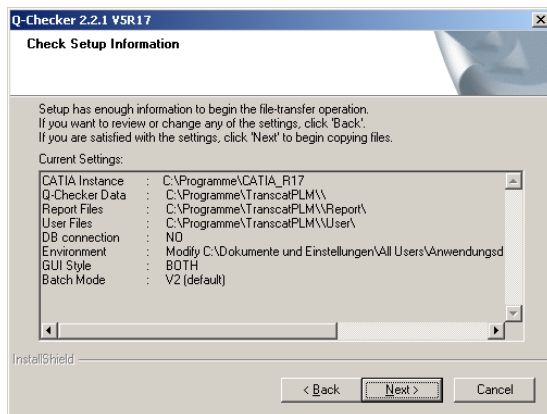 Q-Checker 2.2.1 V5R17
Check Setup Information
Setup has enough information to begin the file-transfer operation.
If you want to review or change any of the settings, click 'Back'.
If you are satisfied with the settings, click 'Next' to begin copying files.
Current Settings:
CATIA Instance : C:\Programme\CATIA_R17
Q-Checker Data : C:\Programme\TranscatPLM\\
Report Files : C:\Programme\TranscatPLM\\Report\
User Files : C:\Programme\TranscatPLM\\User\
DB connection : NO
Environment : Modify C:\Dokumente und Einstellungen\All Users\Anwendungsd
GUI Style : BOTH
Batch Mode : V2 (default)
InstallShield
< Back Next > Cancel